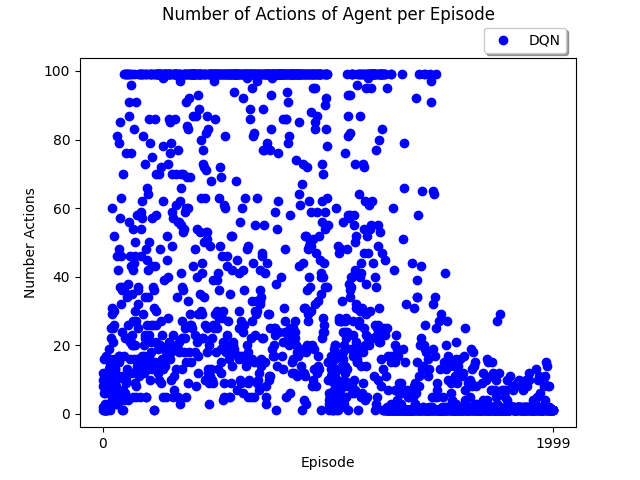 Number of Actions of Agent per Episode
DQN
100
80
60
40
20
0
Number Actions
0
1999
Episode